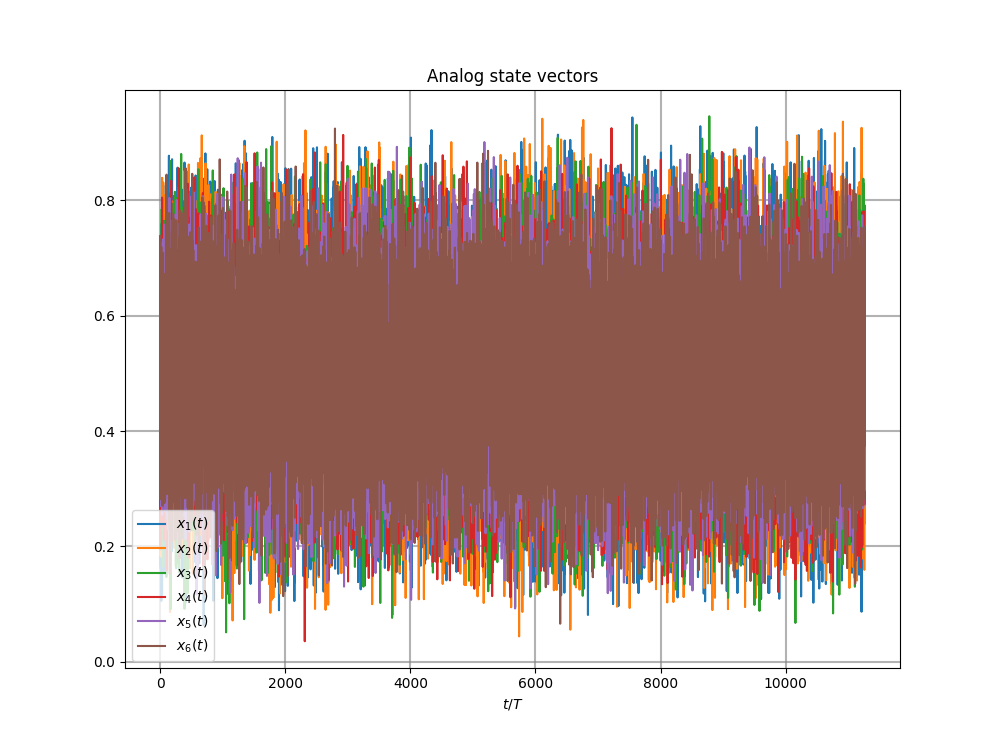 Analog state vectors
0.8
0.6
0.4
0.2
0.0
x₁(t)
x₂(t)
x₃(t)
x₄(t)
x₅(t)
x₆(t)
0 2000 4000 6000 8000 10000
t/T